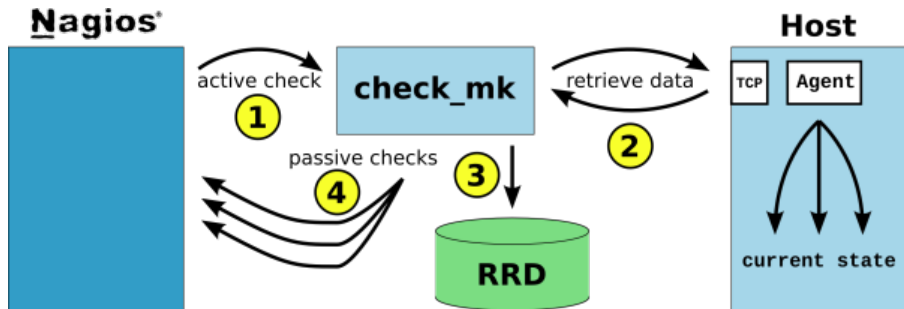 Nagios®
Host
active check
check_mk
retrieve data
TCP
Agent
1
2
passive checks
4
3
RRD
current state